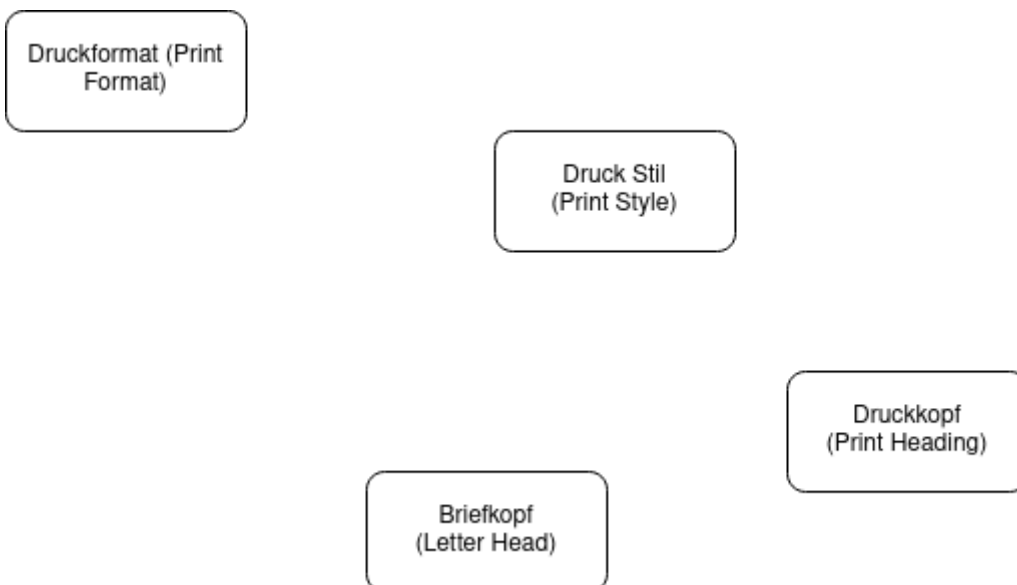 Druckformat (Print
Format)
Druck Stil
(Print Style)
Druckkopf
(Print Heading)
Briefkopf
(Letter Head)